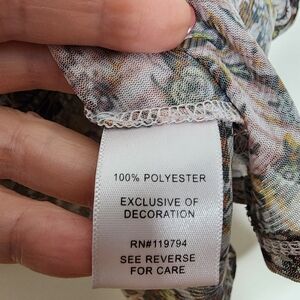 100% POLYESTER
EXCLUSIVE OF
DECORATION
RN#119794
SEE REVERSE
FOR CARE